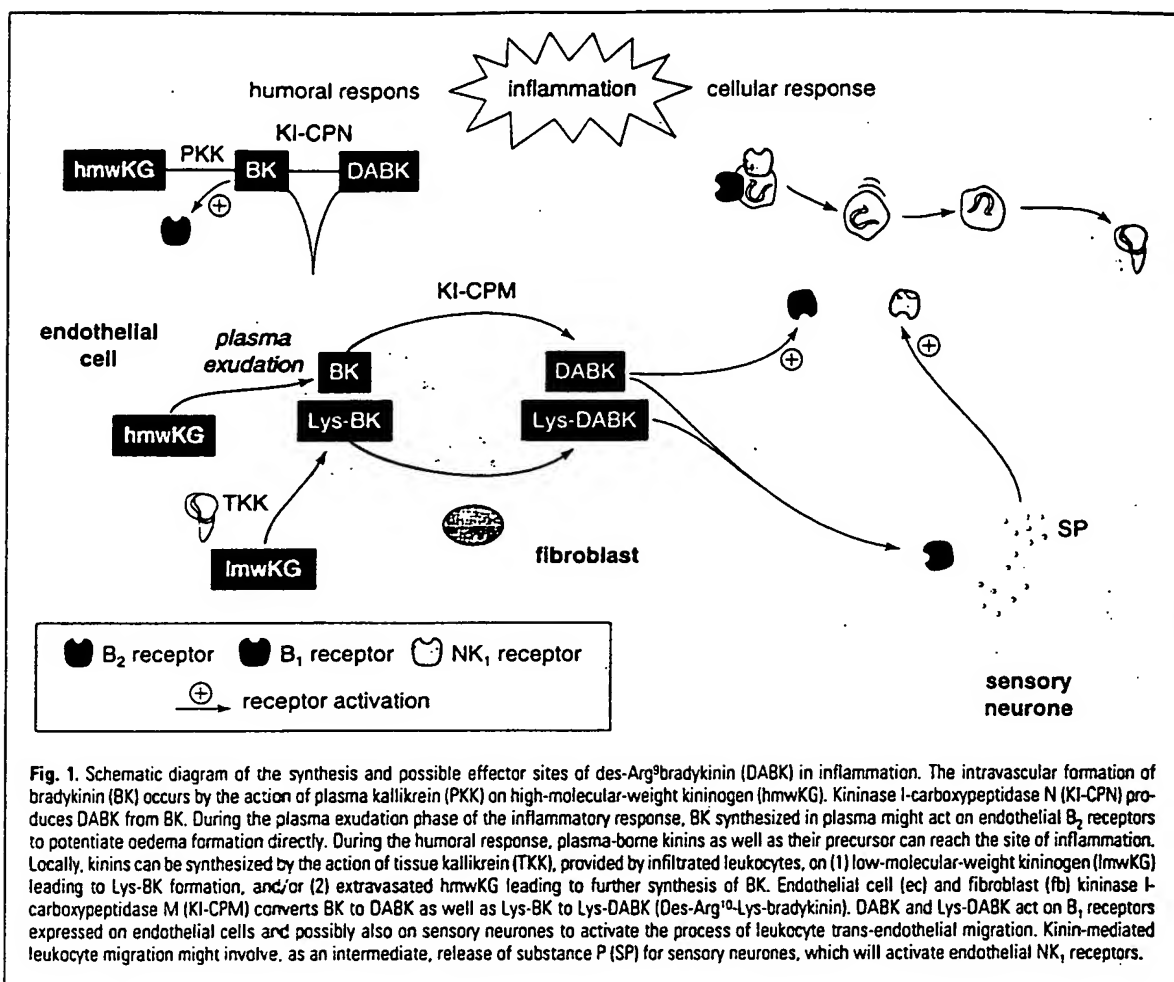 inflammation
humoral respons
cellular response
KI-CPN
hmwKG
PKK
BK
DABK
⊕
KI-CPM
endothelial
cell
plasma
exudation
BK
DABK
⊕
⊕
Lys-BK
Lys-DABK
hmwKG
TKK
SP
lmwKG
fibroblast
B₂ receptor B₁ receptor NK₁ receptor
⊕ receptor activation
sensory
neurone
Fig. 1. Schematic diagram of the synthesis and possible effector sites of des-Arg⁹bradykinin (DABK) in inflammation. The intravascular formation of
bradykinin (BK) occurs by the action of plasma kallikrein (PKK) on high-molecular-weight kininogen (hmwKG). Kininase I-carboxypeptidase N (KI-CPN) pro-
duces DABK from BK. During the plasma exudation phase of the inflammatory response, BK synthesized in plasma might act on endothelial B₂ receptors
to potentiate oedema formation directly. During the humoral response, plasma-borne kinins as well as their precursor can reach the site of inflammation.
Locally, kinins can be synthesized by the action of tissue kallikrein (TKK), provided by infiltrated leukocytes, on (1) low-molecular-weight kininogen (lmwKG)
leading to Lys-BK formation, and/or (2) extravasated hmwKG leading to further synthesis of BK. Endothelial cell (ec) and fibroblast (fb) kininase I-
carboxypeptidase M (KI-CPM) converts BK to DABK as well as Lys-BK to Lys-DABK (Des-Arg¹⁰-Lys-bradykinin). DABK and Lys-DABK act on B₁ receptors
expressed on endothelial cells and possibly also on sensory neurones to activate the process of leukocyte trans-endothelial migration. Kinin-mediated
leukocyte migration might involve, as an intermediate, release of substance P (SP) for sensory neurones, which will activate endothelial NK₁ receptors.